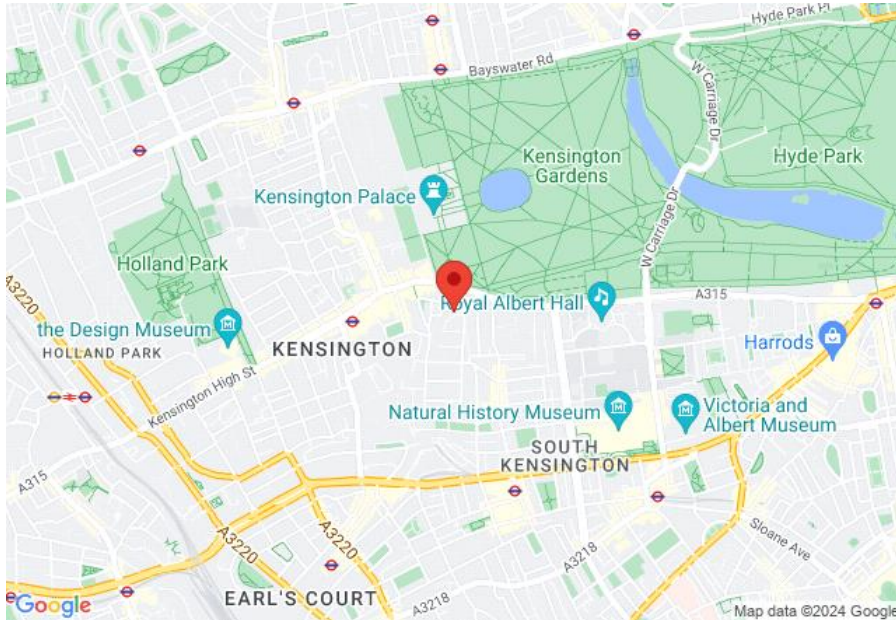 Hyde Park Pl
Bayswater Rd
W Carriage Dr
Kensington
Gardens
Hyde Park
Kensington Palace
W Carriage Dr
Holland Park
A3220
Royal Albert Hall
A315
the Design Museum
HOLLAND PARK
KENSINGTON
Harrods
Kensington High St
Natural History Museum
Victoria and
Albert Museum
SOUTH
KENSINGTON
A315
A3220
A3220
A3218
Sloane Ave
EARL'S COURT
A3218
Google
Map data ©2024 Google